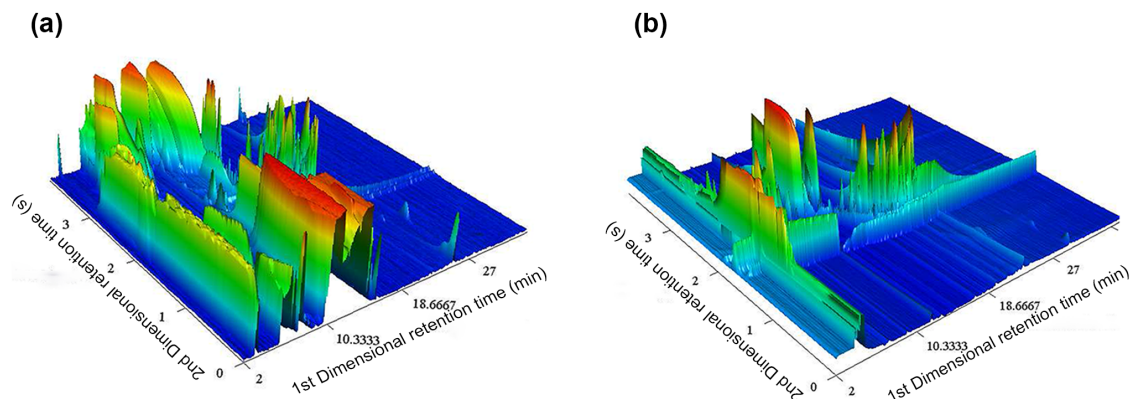 (a)
(b)
3
2
1
0
2nd Dimensional retention time (s)
2
10.3333
18.6667
27
1st Dimensional retention time (min)
3
2
1
0
2nd Dimensional retention time (s)
2
10.3333
18.6667
27
1st Dimensional retention time (min)